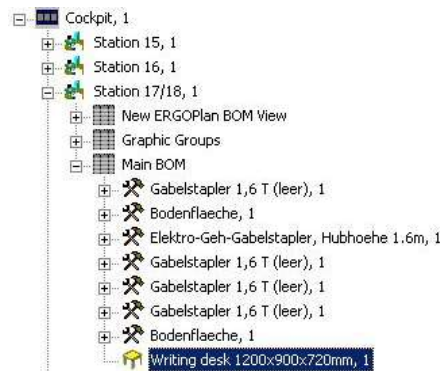 Cockpit, 1
Station 15, 1
Station 16, 1
Station 17/18, 1
New ERGOPlan BOM View
Graphic Groups
Main BOM
Gabelstapler 1,6 T (leer), 1
Bodenflaeche, 1
Elektro-Geh-Gabelstapler, Hubhoehe 1.6m, 1
Gabelstapler 1,6 T (leer), 1
Gabelstapler 1,6 T (leer), 1
Gabelstapler 1,6 T (leer), 1
Bodenflaeche, 1
Writing desk 1200x900x720mm, 1